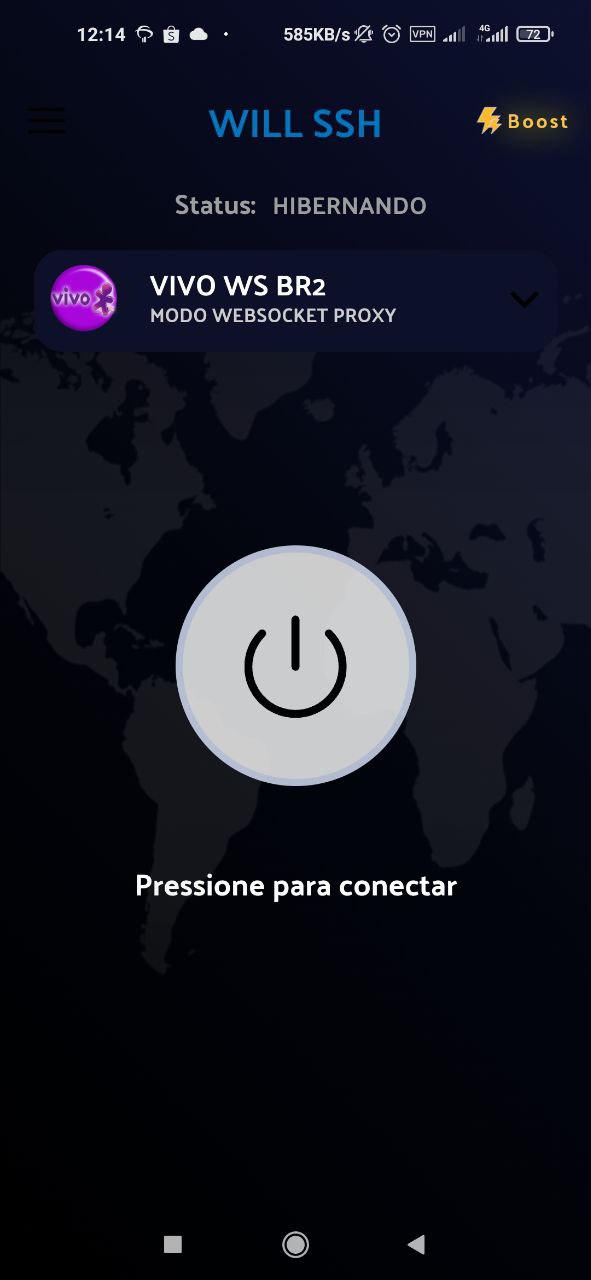 12:14 585KB/s VPN 4G 72
WILL SSH
Boost
Status: HIBERNANDO
vivo
VIVO WS BR2
MODO WEBSOCKET PROXY
Pressione para conectar